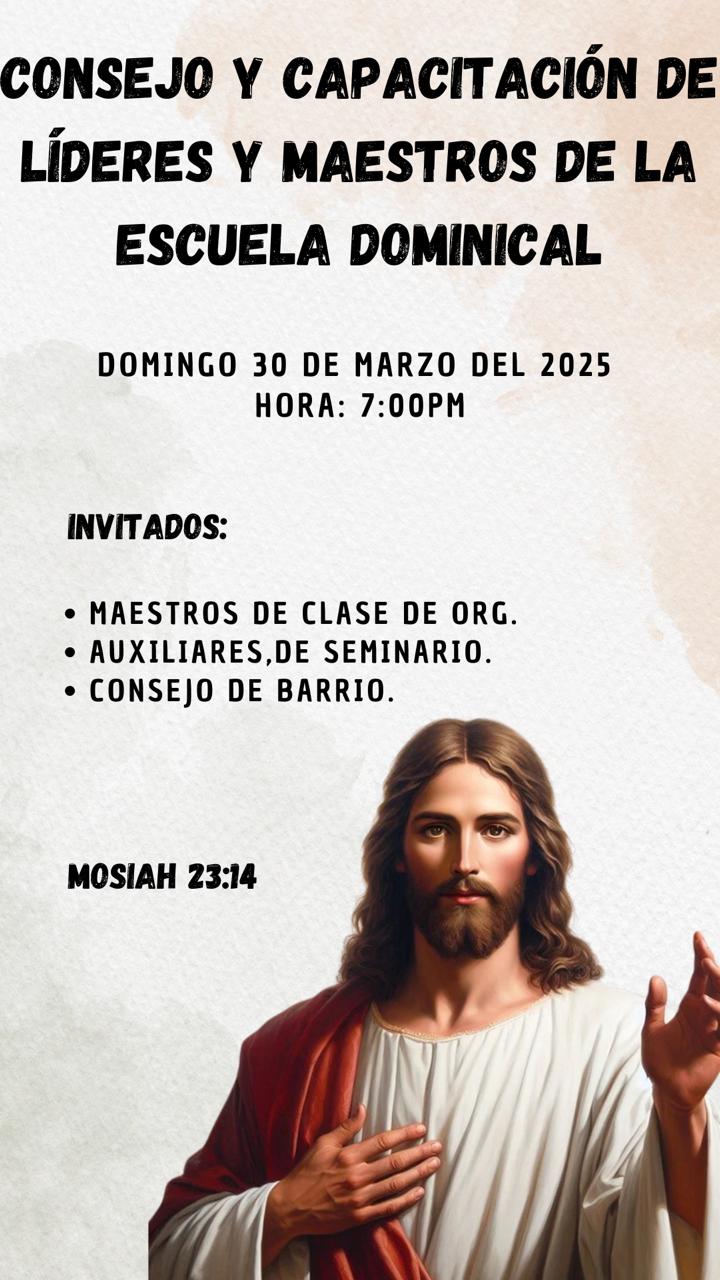 CONSEJO Y CAPACITACIÓN DE
LÍDERES Y MAESTROS DE LA
ESCUELA DOMINICAL
DOMINGO 30 DE MARZO DEL 2025
HORA: 7:00PM
INVITADOS:
• MAESTROS DE CLASE DE ORG.
• AUXILIARES,DE SEMINARIO.
• CONSEJO DE BARRIO.
MOSIAH 23:14